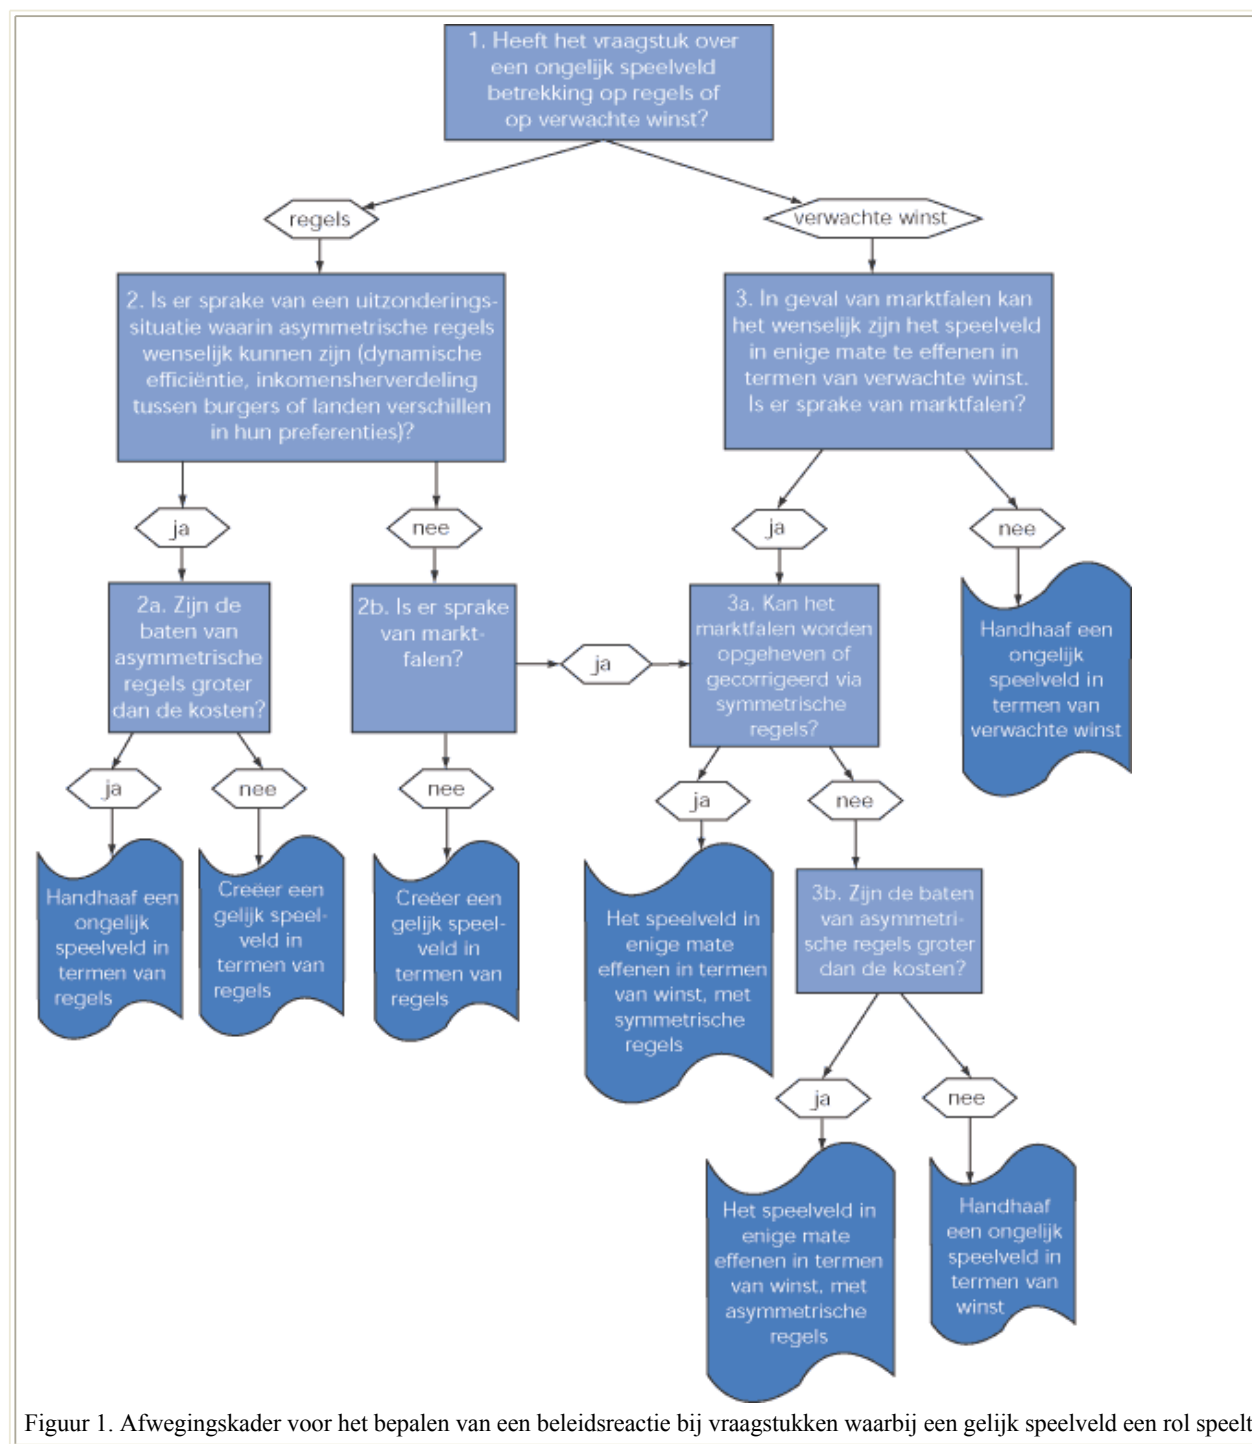 1. Heeft het vraagstuk over
een ongelijk speelveld
betrekking op regels of
op verwachte winst?
regels
verwachte winst
2. Is er sprake van een uitzonderings-
situatie waarin asymmetrische regels
wenselijk kunnen zijn (dynamische
efficiëntie, inkomensherverdeling
tussen burgers of landen verschillen
in hun preferenties)?
3. In geval van marktfalen kan
het wenselijk zijn het speelveld
in enige mate te effenen in
termen van verwachte winst.
Is er sprake van marktfalen?
ja
nee
ja
nee
2a. Zijn de
baten van
asymmetrische
regels groter
dan de kosten?
2b. Is er sprake
van markt-
falen?
ja
3a. Kan het
marktfalen worden
opgeheven of
gecorrigeerd via
symmetrische
regels?
Handhaaf een
ongelijk
speelveld in
termen van
verwachte winst
ja
nee
nee
ja
nee
Handhaaf een
ongelijk
speelveld in
termen van
regels
Creëer een
gelijk speel-
veld in
termen van
regels
Creëer een
gelijk speel-
veld in
termen van
regels
Het speelveld in
enige mate
effenen in termen
van winst, met
symmetrische
regels
3b. Zijn de baten
van asymmetri-
sche regels groter
dan de kosten?
ja
nee
Het speelveld in
enige mate
effenen in termen
van winst, met
asymmetrische
regels
Handhaaf
een ongelijk
speelveld in
termen van
winst
Figuur 1. Afwegingskader voor het bepalen van een beleidsreactie bij vraagstukken waarbij een gelijk speelveld een rol speelt